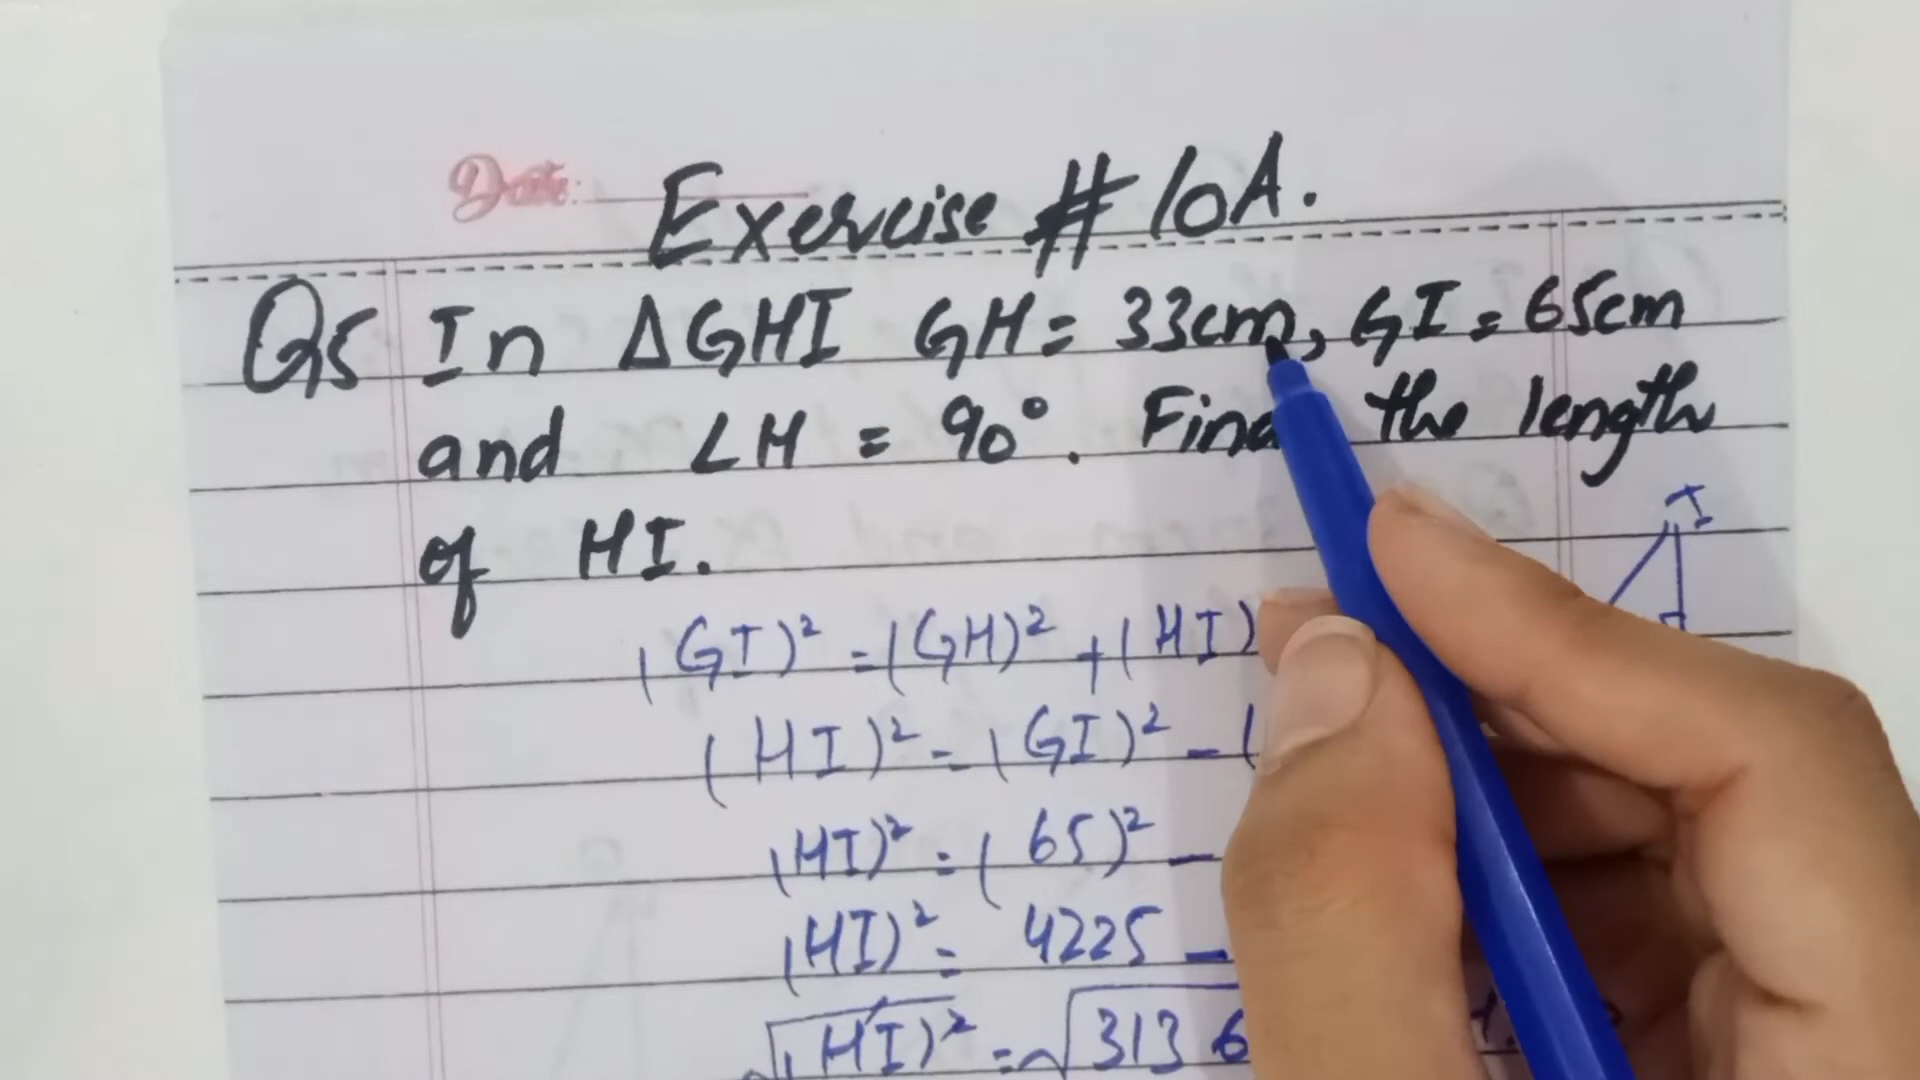 Date:
Exercise # 10A.
Q5 In ΔGHI GH = 33cm, GI = 65cm
and ∠H = 90°. Find the length
of HI.
I
(GI)² = (GH)² + (HI)
(HI)² = (GI)² - (
(HI)² = (65)² -
(HI)² = 4225 -
√(HI)² = √3136